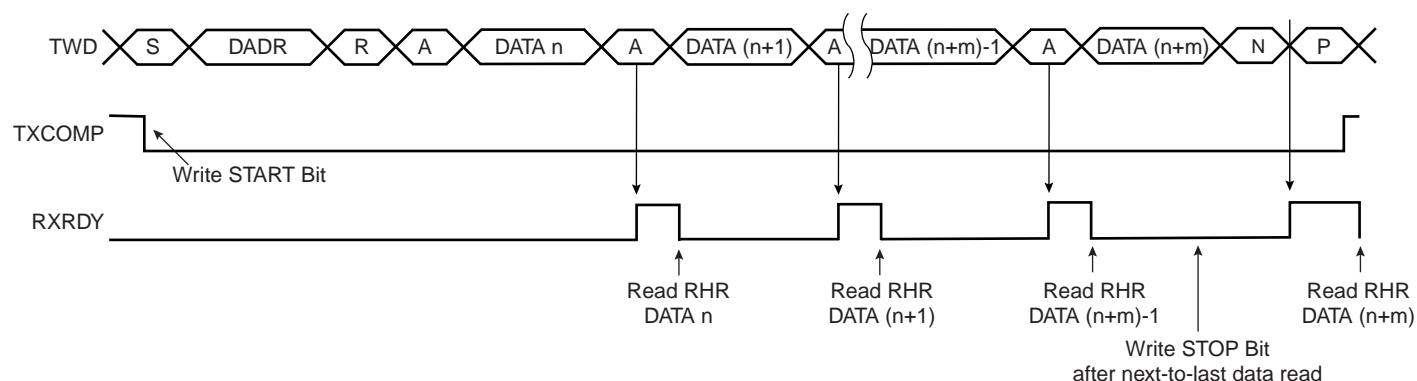 TWD S DADR R A DATA n A DATA (n+1) A DATA (n+m)-1 A DATA (n+m) N P
TXCOMP
Write START Bit
RXRDY
Read RHR Read RHR Read RHR Read RHR
DATA n DATA (n+1) DATA (n+m)-1 DATA (n+m)
Write STOP Bit
after next-to-last data read